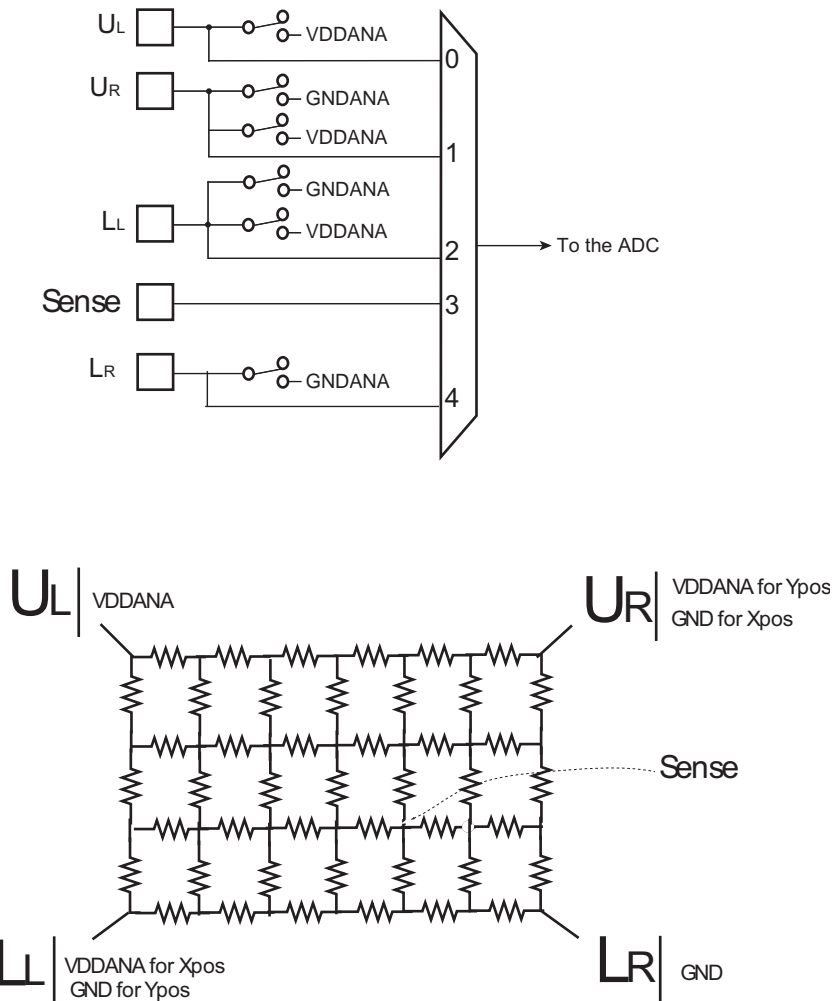 UL
VDDANA
0
UR
GNDANA
VDDANA
1
GNDANA
LL
VDDANA
2
To the ADC
Sense
3
LR
GNDANA
4
UL
VDDANA
UR
VDDANA for Ypos
GND for Xpos
Sense
LL
VDDANA for Xpos
GND for Ypos
LR
GND